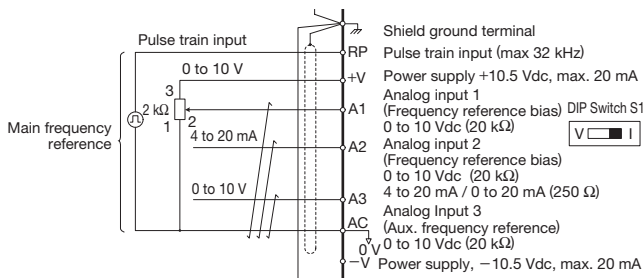 Shield ground terminal
Pulse train input RP Pulse train input (max 32 kHz)
0 to 10 V +V Power supply +10.5 Vdc, max. 20 mA
3
2 kΩ
1 2
A1 Analog input 1
(Frequency reference bias)
0 to 10 Vdc (20 kΩ)
DIP Switch S1
V I
Main frequency
reference
4 to 20 mA A2 Analog input 2
(Frequency reference bias)
0 to 10 Vdc (20 kΩ)
4 to 20 mA / 0 to 20 mA (250 Ω)
0 to 10 V A3 Analog Input 3
(Aux. frequency reference)
0 to 10 Vdc (20 kΩ)
AC
0 V
−V Power supply, −10.5 Vdc, max. 20 mA